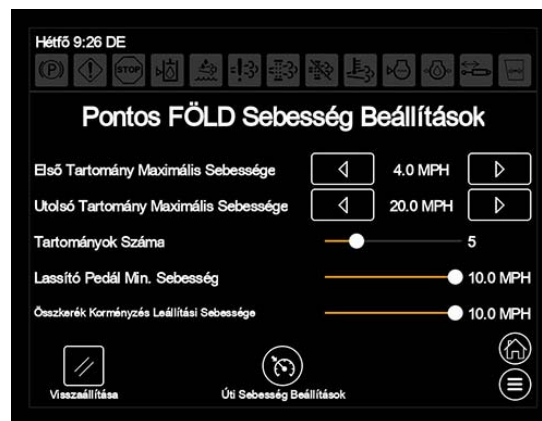 Hétfő 9:26 DE
STOP
Pontos FÖLD Sebesség Beállítások
Első Tartomány Maximális Sebessége 4.0 MPH
Utolsó Tartomány Maximális Sebessége 20.0 MPH
Tartományok Száma 5
Lassító Pedál Min. Sebesség 10.0 MPH
Összkerék Kormányzés Leállítási Sebessége 10.0 MPH
Visszaállítása
Úti Sebesség Beállítások